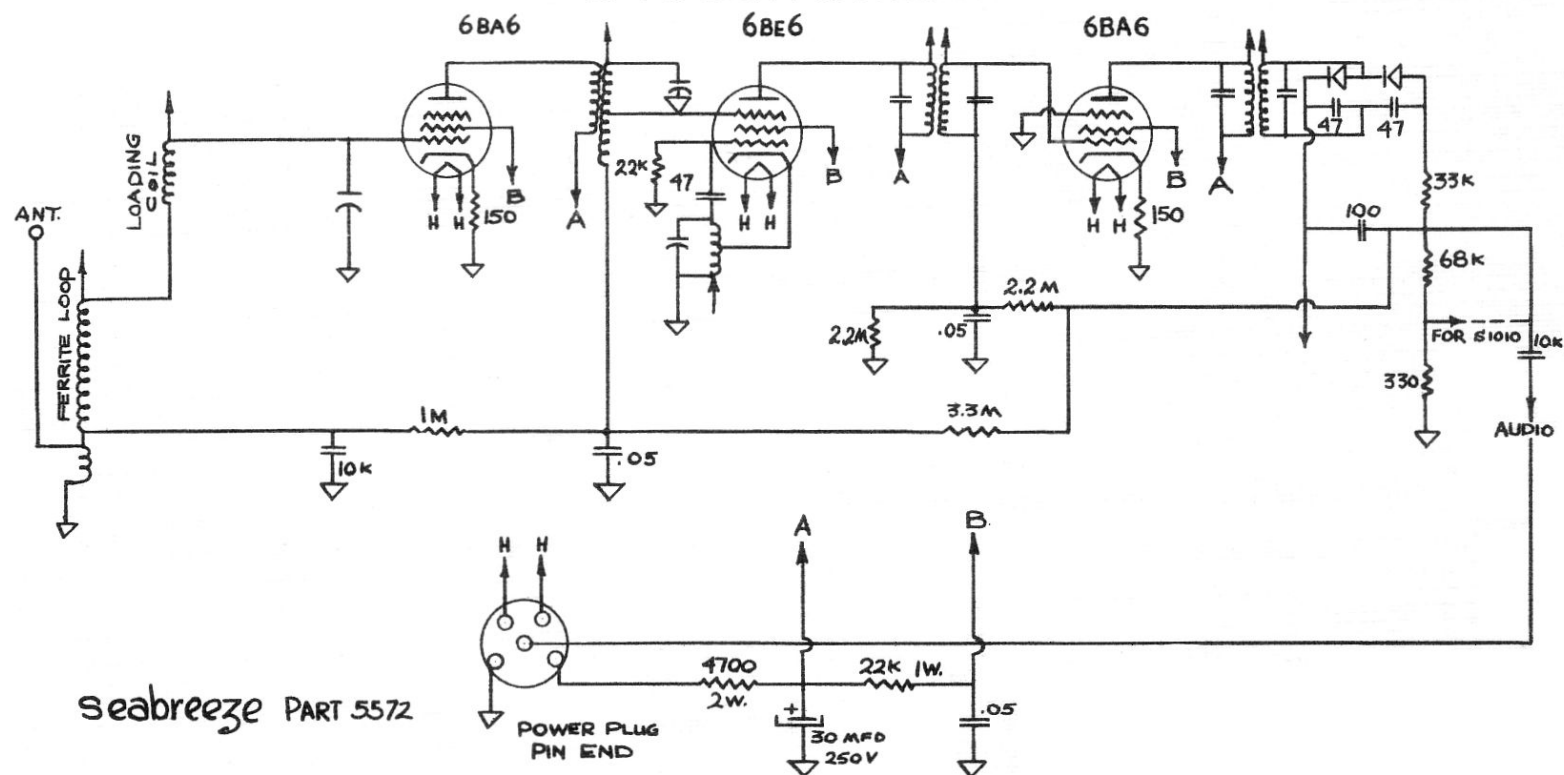 6BA6
6BE6
6BA6
LOADING
COIL
ANT.
FERRITE LOOP
H H
150
B
A
22K
47
H H
B
A
H H
150
B
A
47
47
33K
100
68K
2.2M
2.2M
.05
FOR S1010
10K
330
AUDIO
1M
3.3M
10K
.05
H
H
A
B.
4700
2W.
22K 1W.
+
30 MFD
250V
.05
seabreeze PART 5572
POWER PLUG
PIN END